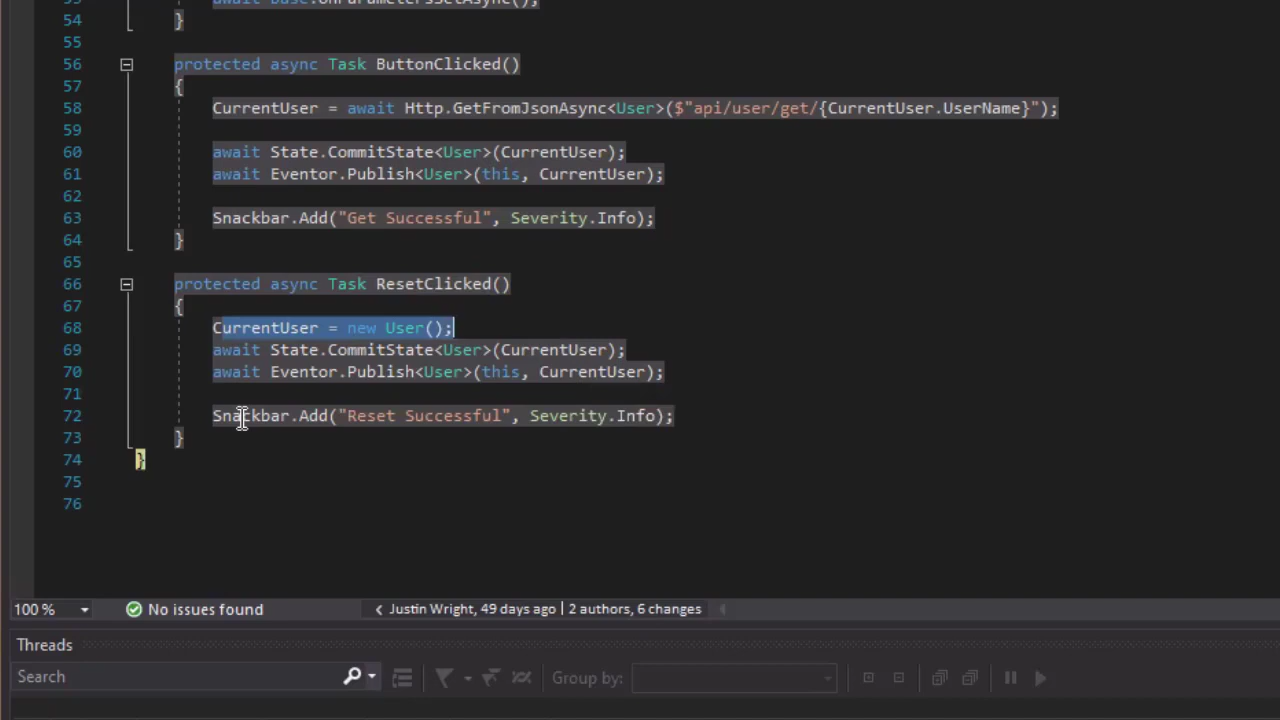 await base.OnParametersSetAsync();
54 }
55
56 protected async Task ButtonClicked()
57 {
58 CurrentUser = await Http.GetFromJsonAsync<User>($"api/user/get/{CurrentUser.UserName}");
59
60 await State.CommitState<User>(CurrentUser);
61 await Eventor.Publish<User>(this, CurrentUser);
62
63 Snackbar.Add("Get Successful", Severity.Info);
64 }
65
66 protected async Task ResetClicked()
67 {
68 CurrentUser = new User();
69 await State.CommitState<User>(CurrentUser);
70 await Eventor.Publish<User>(this, CurrentUser);
71
72 Snackbar.Add("Reset Successful", Severity.Info);
73 }
74 }
75
76
100 % No issues found Justin Wright, 49 days ago | 2 authors, 6 changes
Threads
Search Group by: